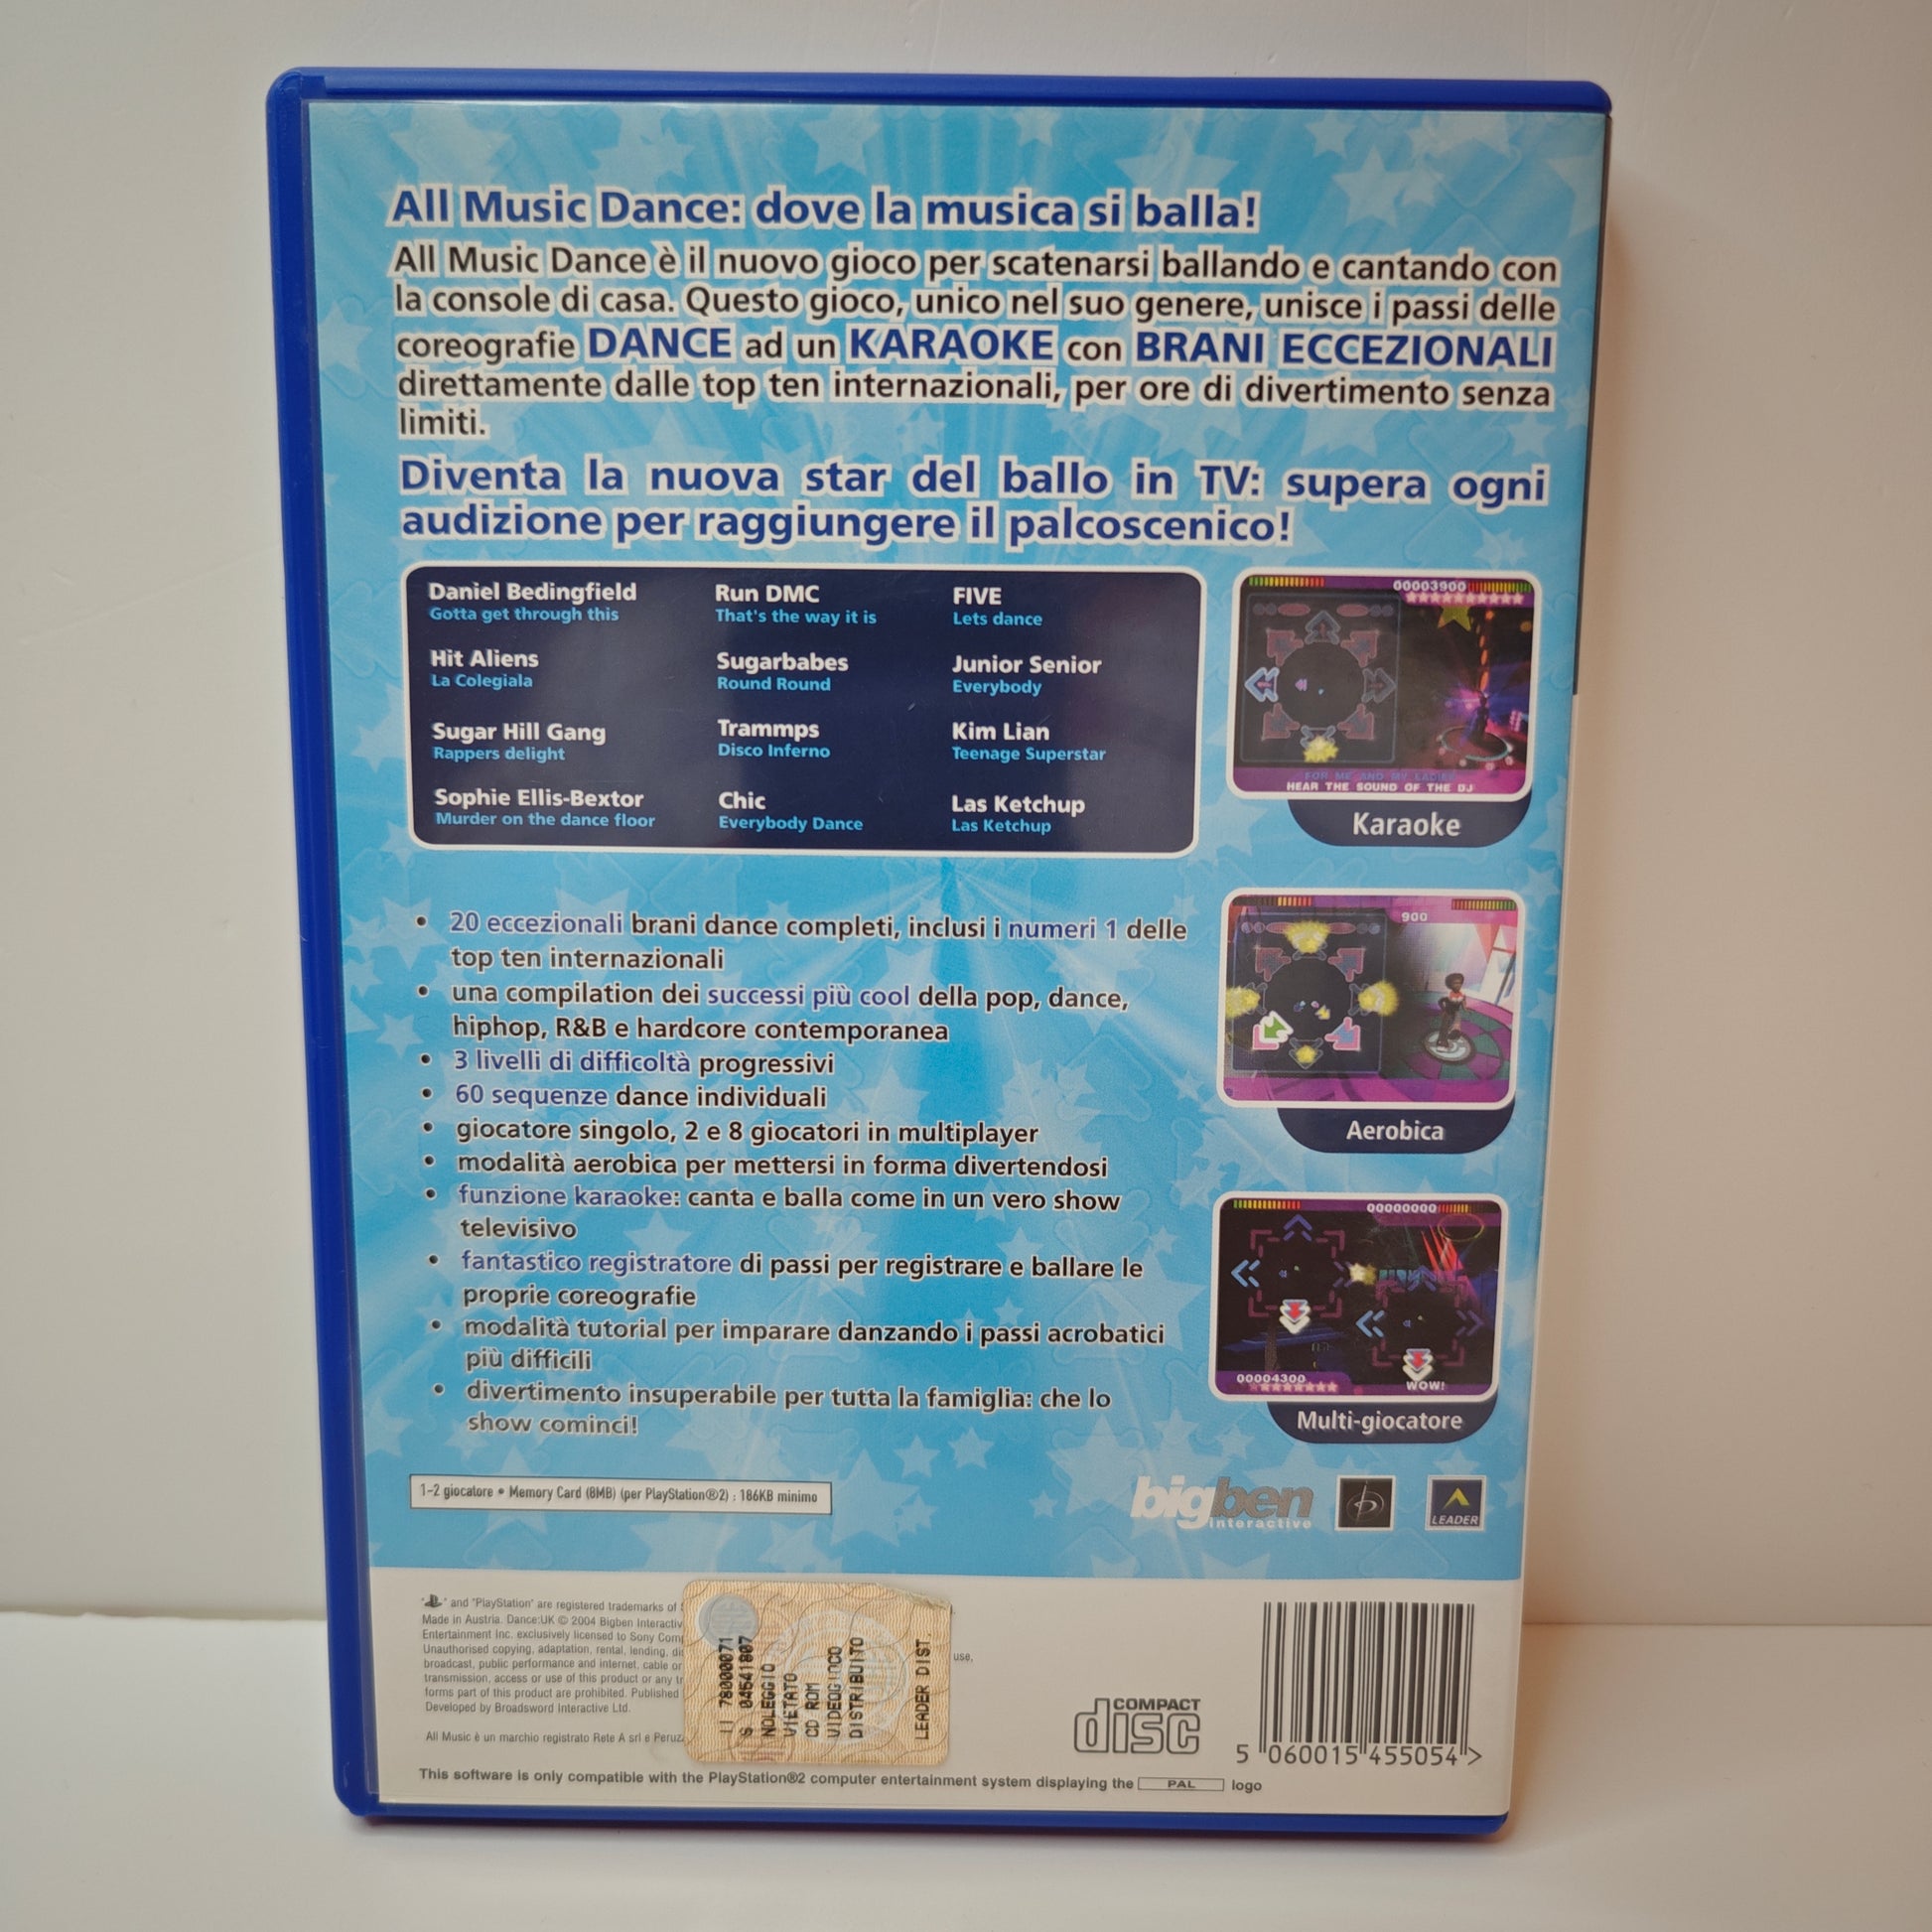 All Music Dance: dove la musica si balla!
All Music Dance è il nuovo gioco per scatenarsi ballando e cantando con
la console di casa. Questo gioco, unico nel suo genere, unisce i passi delle
coreografie DANCE ad un KARAOKE con BRANI ECCEZIONALI
direttamente dalle top ten internazionali, per ore di divertimento senza
limiti.
Diventa la nuova star del ballo in TV: supera ogni
audizione per raggiungere il palcoscenico!
Daniel Bedingfield
Gotta get through this
Run DMC
That's the way it is
FIVE
Lets dance
Hit Aliens
La Colegiala
Sugarbabes
Round Round
Junior Senior
Everybody
Sugar Hill Gang
Rappers delight
Trammps
Disco Inferno
Kim Lian
Teenage Superstar
Sophie Ellis-Bextor
Murder on the dance floor
Chic
Everybody Dance
Las Ketchup
Las Ketchup
00003900
FOR ME AND MY LADIES
HEAR THE SOUND OF THE DJ
Karaoke
• 20 eccezionali brani dance completi, inclusi i numeri 1 delle
top ten internazionali
• una compilation dei successi più cool della pop, dance,
hiphop, R&B e hardcore contemporanea
• 3 livelli di difficoltà progressivi
• 60 sequenze dance individuali
• giocatore singolo, 2 e 8 giocatori in multiplayer
• modalità aerobica per mettersi in forma divertendosi
• funzione karaoke: canta e balla come in un vero show
televisivo
• fantastico registratore di passi per registrare e ballare le
proprie coreografie
• modalità tutorial per imparare danzando i passi acrobatici
più difficili
• divertimento insuperabile per tutta la famiglia: che lo
show cominci!
900
Aerobica
00000000
00004300
WOW!
Multi-giocatore
1-2 giocatore • Memory Card (8MB) (per PlayStation®2) : 186KB minimo
bigben
interactive
LEADER
" " and "PlayStation" are registered trademarks of
Made in Austria. Dance:UK © 2004 Bigben Interactiv
Entertainment Inc. exclusively licensed to Sony Com
Unauthorised copying, adaptation, rental, lending, di
broadcast, public performance and internet, cable or
use,
transmission, access or use of this product or any tr
forms part of this product are prohibited. Published
Developed by Broadsword Interactive Ltd.
All Music è un marchio registrato Rete A srl e Peruz
78000071
S 04541807
NOLEGGIO
VIETATO
CD ROM
VIDEOGIOCO
DISTRIBUITO
LEADER DIST.
COMPACT
disc
5 060015 455054 >
This software is only compatible with the PlayStation®2 computer entertainment system displaying the PAL logo